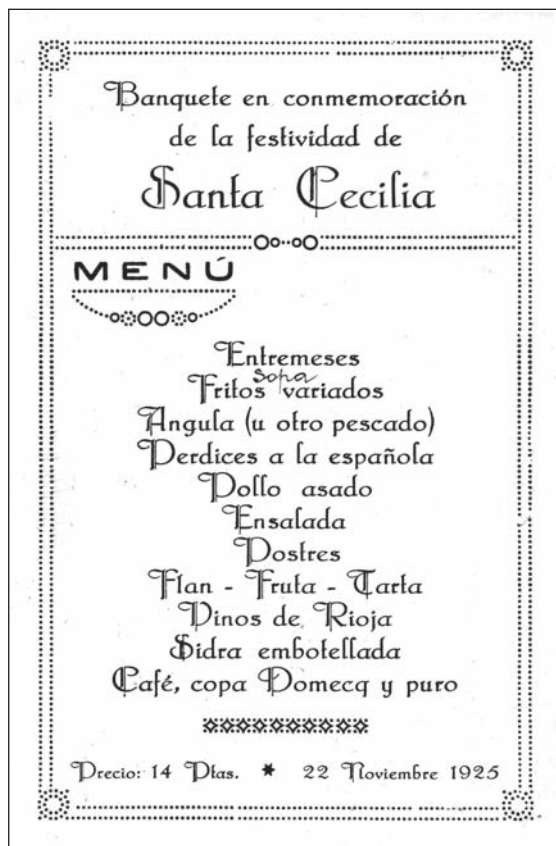 Banquete en conmemoración
de la festividad de
Santa Cecilia
MENÚ
Entremeses
sopa
Fritos variados
Angula (u otro pescado)
Perdices a la española
Pollo asado
Ensalada
Postres
Flan - Fruta - Tarta
Vinos de Rioja
Sidra embotellada
Café, copa Domecq y puro
Precio: 14 Ptas. * 22 Noviembre 1925